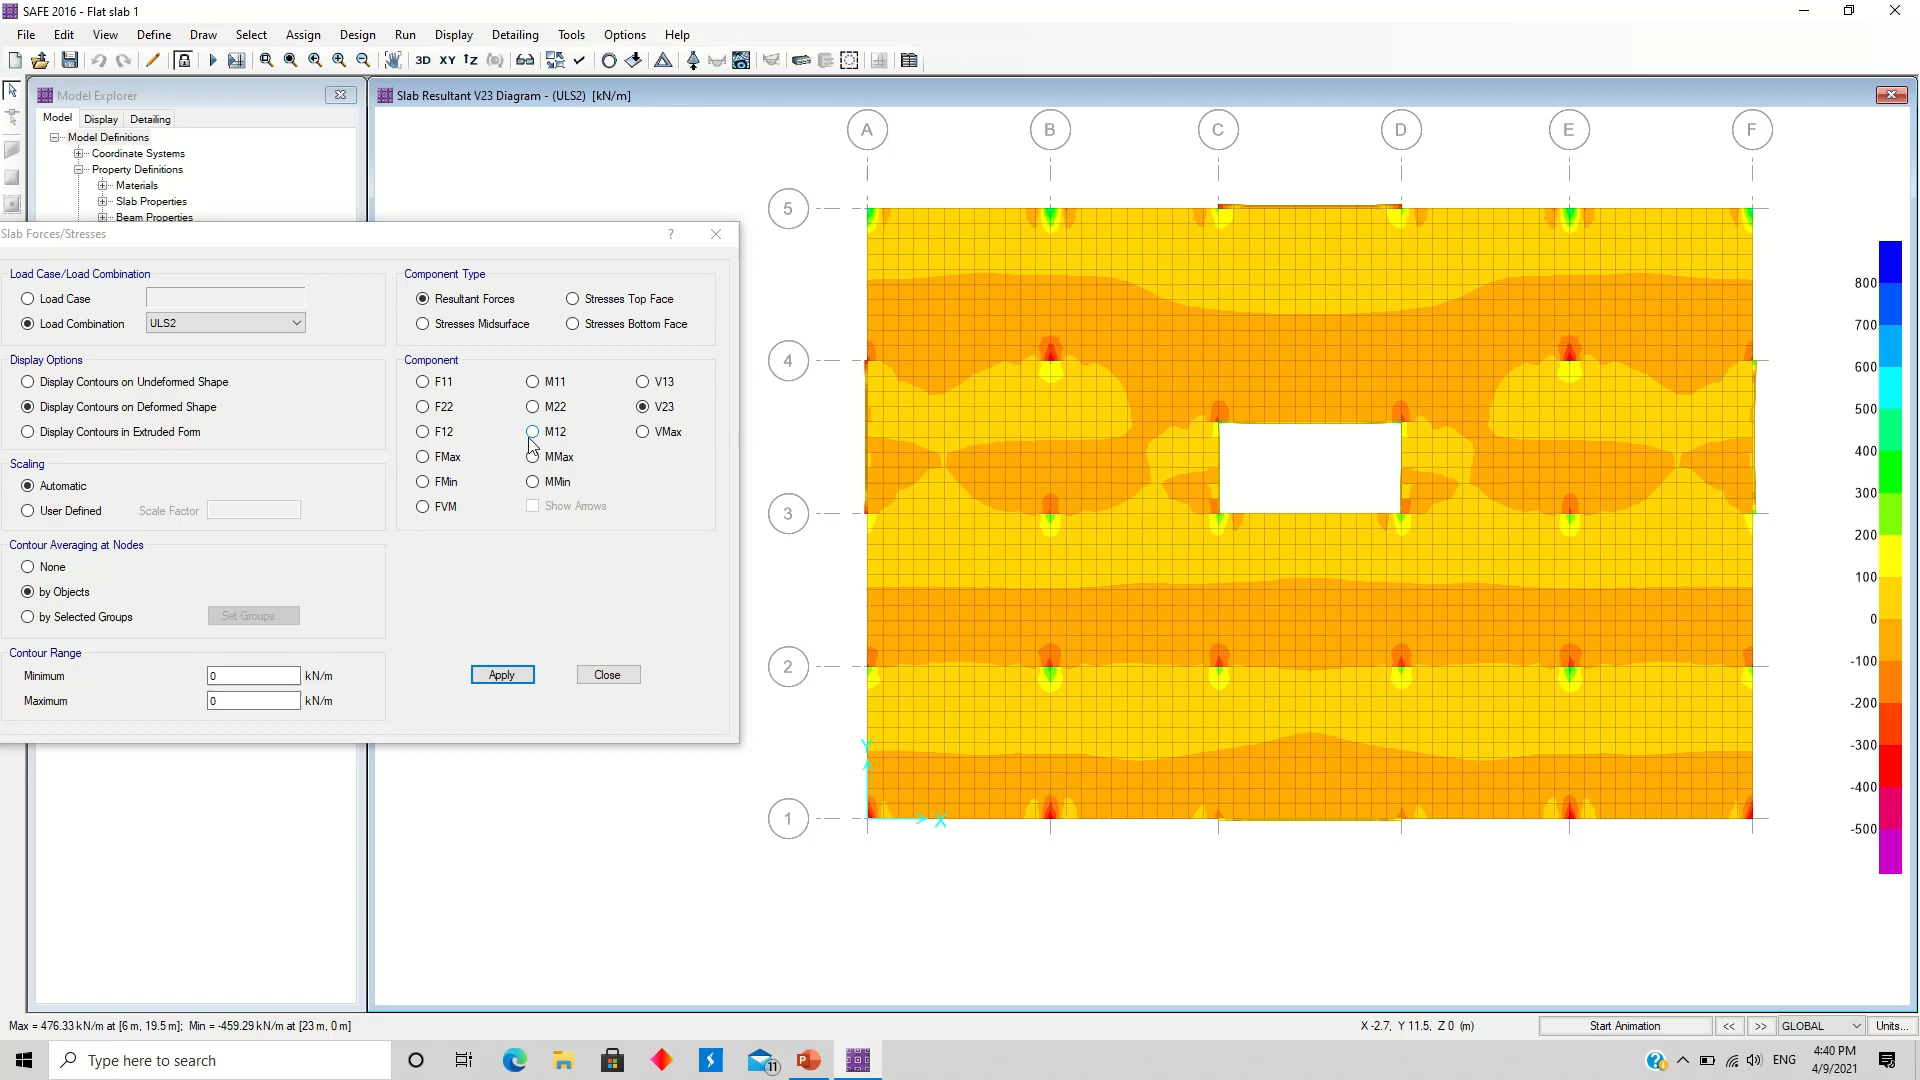 SAFE 2016 - Flat slab 1
File Edit View Define Draw Select Assign Design Run Display Detailing Tools Options Help
3D XY
Model Explorer
Model Display Detailing
Model Definitions
Coordinate Systems
Property Definitions
Materials
Slab Properties
Beam Properties
Slab Forces/Stresses ?
Load Case/Load Combination
Load Case
Load Combination ULS2
Display Options
Display Contours on Undeformed Shape
Display Contours on Deformed Shape
Display Contours in Extruded Form
Scaling
Automatic
User Defined Scale Factor
Contour Averaging at Nodes
None
by Objects
by Selected Groups Set Groups...
Contour Range
Minimum 0 kN/m
Maximum 0 kN/m
Component Type
Resultant Forces Stresses Top Face
Stresses Midsurface Stresses Bottom Face
Component
F11 M11 V13
F22 M22 V23
F12 M12 VMax
FMax MMax
FMin MMin
FVM Show Arrows
Apply Close
Slab Resultant V23 Diagram - (ULS2) [kN/m]
A B C D E F
5
4
3
2
1
Y
X
800
700
600
500
400
300
200
100
0
-100
-200
-300
-400
-500
Max = 476.33 kN/m at [6 m, 19.5 m]; Min = -459.29 kN/m at [23 m, 0 m]
X -2.7, Y 11.5, Z 0 (m)
Start Animation << >> GLOBAL Units...
Type here to search
11
ENG
4:40 PM
4/9/2021